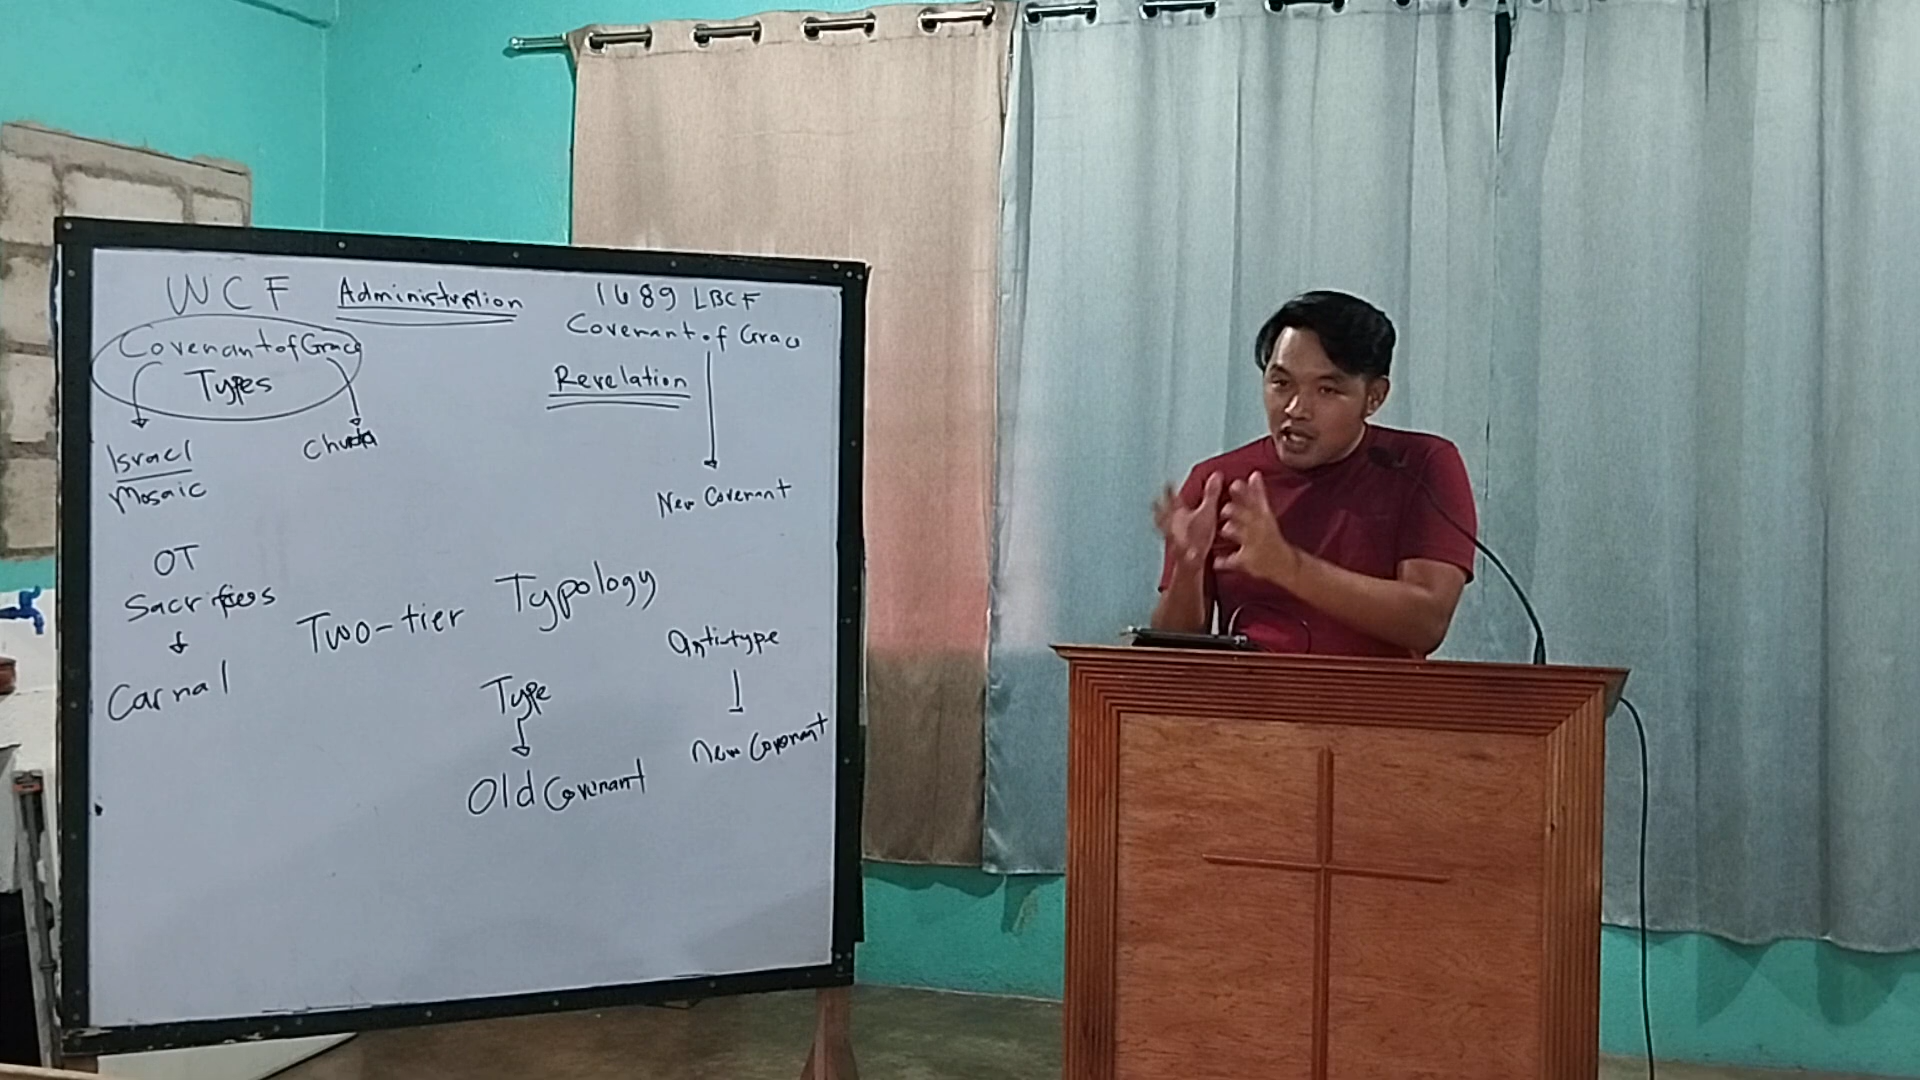 WCF
Administration
1689 LBCF
Covenant of Grace
Types
Israel
Mosaic
Church
Covenant of Grac
Revelation
New Covenant
OT
Sacrifices
Carnal
Two-tier Typology
Type
Old Covenant
Antitype
New Covenant